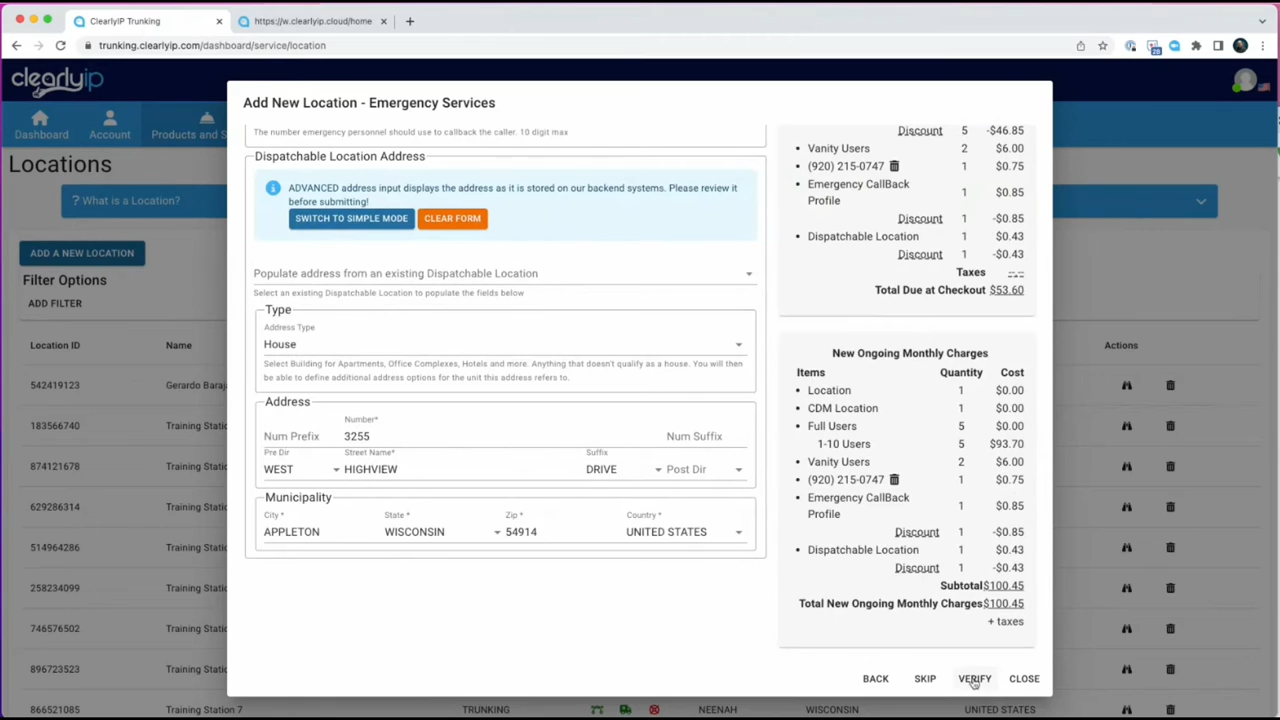 ClearlyIP Trunking
https://w.clearlyip.cloud/home
trunking.clearlyip.com/dashboard/service/location
28
clearlyip
Dashboard
Account
Products and S
Locations
? What is a Location?
ADD A NEW LOCATION
Filter Options
ADD FILTER
Location ID Name Actions
542419123 Gerardo Baraj
183566740 Training Statio
874121678 Training Statio
629286314 Training Statio
514964286 Training Statio
258234099 Training Statio
746576502 Training Statio
896723523 Training Statio
866521085 Training Station 7 TRUNKING NEENAH WISCONSIN UNITED STATES
Add New Location - Emergency Services
The number emergency personnel should use to callback the caller. 10 digit max
Dispatchable Location Address
ADVANCED address input displays the address as it is stored on our backend systems. Please review it
before submitting!
SWITCH TO SIMPLE MODE CLEAR FORM
Populate address from an existing Dispatchable Location
Select an existing Dispatchable Location to populate the fields below
Type
Address Type
House
Select Building for Apartments, Office Complexes, Hotels and more. Anything that doesn't qualify as a house. You will then
be able to define additional address options for the unit this address refers to.
Address
Number*
Num Prefix 3255 Num Suffix
Pre Dir Street Name* Suffix
WEST HIGHVIEW DRIVE Post Dir
Municipality
City * State * Zip * Country *
APPLETON WISCONSIN 54914 UNITED STATES
Discount 5 -$46.85
• Vanity Users 2 $6.00
• (920) 215-0747 1 $0.75
• Emergency CallBack
Profile 1 $0.85
Discount 1 -$0.85
• Dispatchable Location 1 $0.43
Discount 1 -$0.43
Taxes -.--
Total Due at Checkout $53.60
New Ongoing Monthly Charges
Items Quantity Cost
• Location 1 $0.00
• CDM Location 1 $0.00
• Full Users 5 $0.00
1-10 Users 5 $93.70
• Vanity Users 2 $6.00
• (920) 215-0747 1 $0.75
• Emergency CallBack
Profile 1 $0.85
Discount 1 -$0.85
• Dispatchable Location 1 $0.43
Discount 1 -$0.43
Subtotal $100.45
Total New Ongoing Monthly Charges $100.45
+ taxes
BACK SKIP VERIFY CLOSE